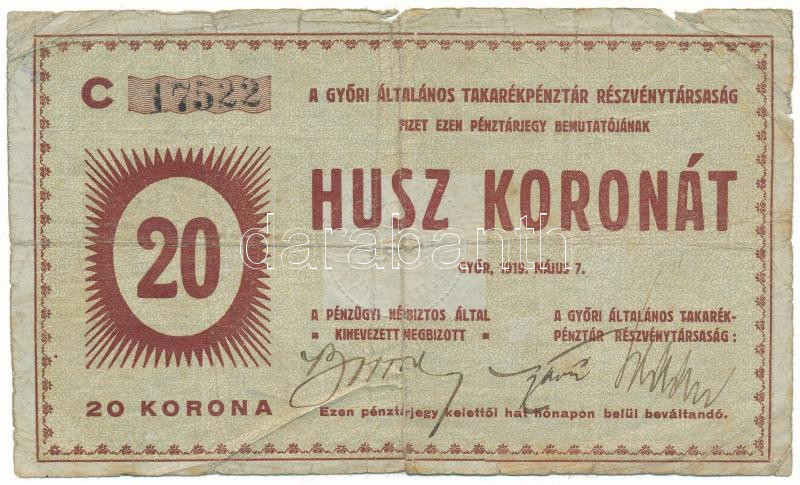 C 17522
A GYŐRI ÁLTALÁNOS TAKARÉKPÉNZTÁR RÉSZVÉNYTÁRSASÁG
FIZET EZEN PÉNZTÁRJEGY BEMUTATÓJÁNAK
HUSZ KORONÁT
20
darabanth
GYŐR, 1919. MÁJUS 7.
A PÉNZÜGYI NÉPBIZTOS ÁLTAL
KINEVEZETT MEGBIZOTT
A GYŐRI ÁLTALÁNOS TAKARÉK-
PÉNZTÁR RÉSZVÉNYTÁRSASÁG:
20 KORONA
Ezen pénztárjegy kelettől hat hónapon belül beváltandó.